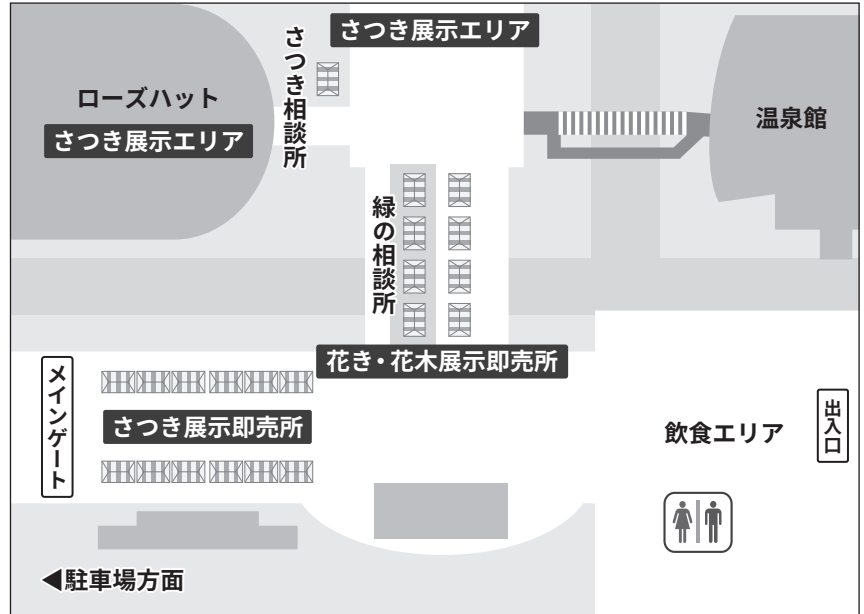 さつき展示エリア
さつき相談所
ローズハット
さつき展示エリア
温泉館
緑の相談所
花き・花木展示即売所
メインゲート
さつき展示即売所
飲食エリア
出入口
◀駐車場方面